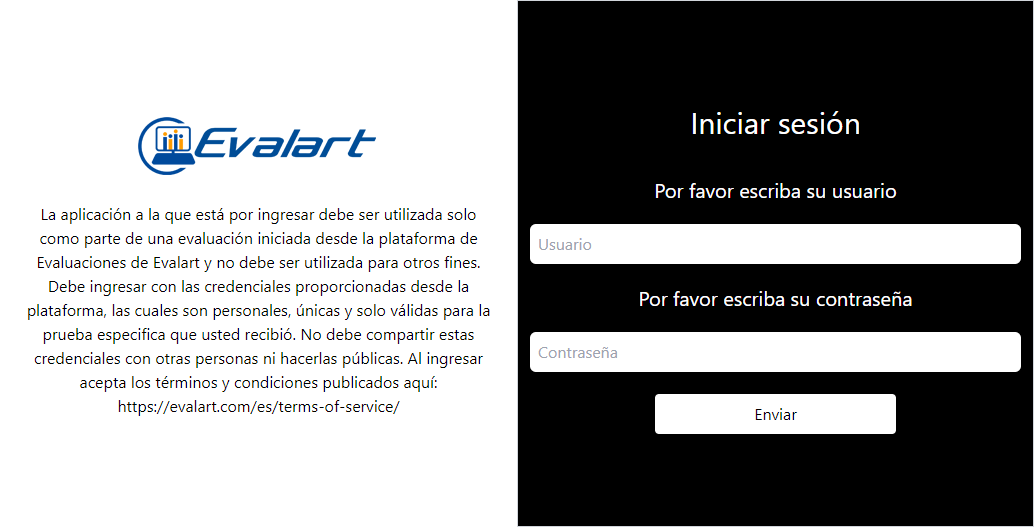 Evalart
La aplicación a la que está por ingresar debe ser utilizada solo
como parte de una evaluación iniciada desde la plataforma de
Evaluaciones de Evalart y no debe ser utilizada para otros fines.
Debe ingresar con las credenciales proporcionadas desde la
plataforma, las cuales son personales, únicas y solo válidas para la
prueba especifica que usted recibió. No debe compartir estas
credenciales con otras personas ni hacerlas públicas. Al ingresar
acepta los términos y condiciones publicados aquí:
https://evalart.com/es/terms-of-service/
Iniciar sesión
Por favor escriba su usuario
Usuario
Por favor escriba su contraseña
Contraseña
Enviar